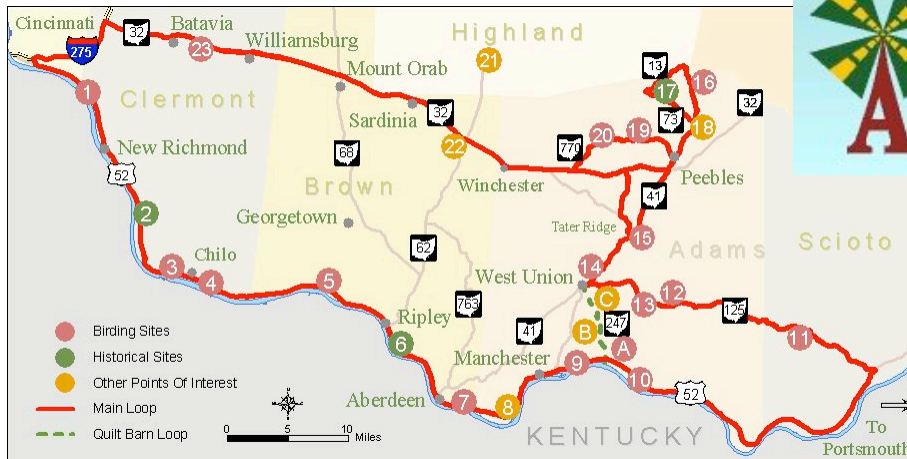 Cincinnati
275
32
Batavia
23
Williamsburg
Highland
21
Mount Orab
Clermont
1
Sardinia
32
22
13
17
16
73
18
32
20
19
770
Peebles
New Richmond
52
68
Brown
Winchester
41
2
Georgetown
Tater Ridge
15
Adams
Scioto
62
3
Chilo
4
5
West Union
14
C
13
12
125
763
B
247
A
11
Ripley
6
41
Manchester
9
10
52
Aberdeen
7
8
KENTUCKY
To
Portsmouth
Birding Sites
Historical Sites
Other Points Of Interest
Main Loop
Quilt Barn Loop
0 5 10
Miles
A